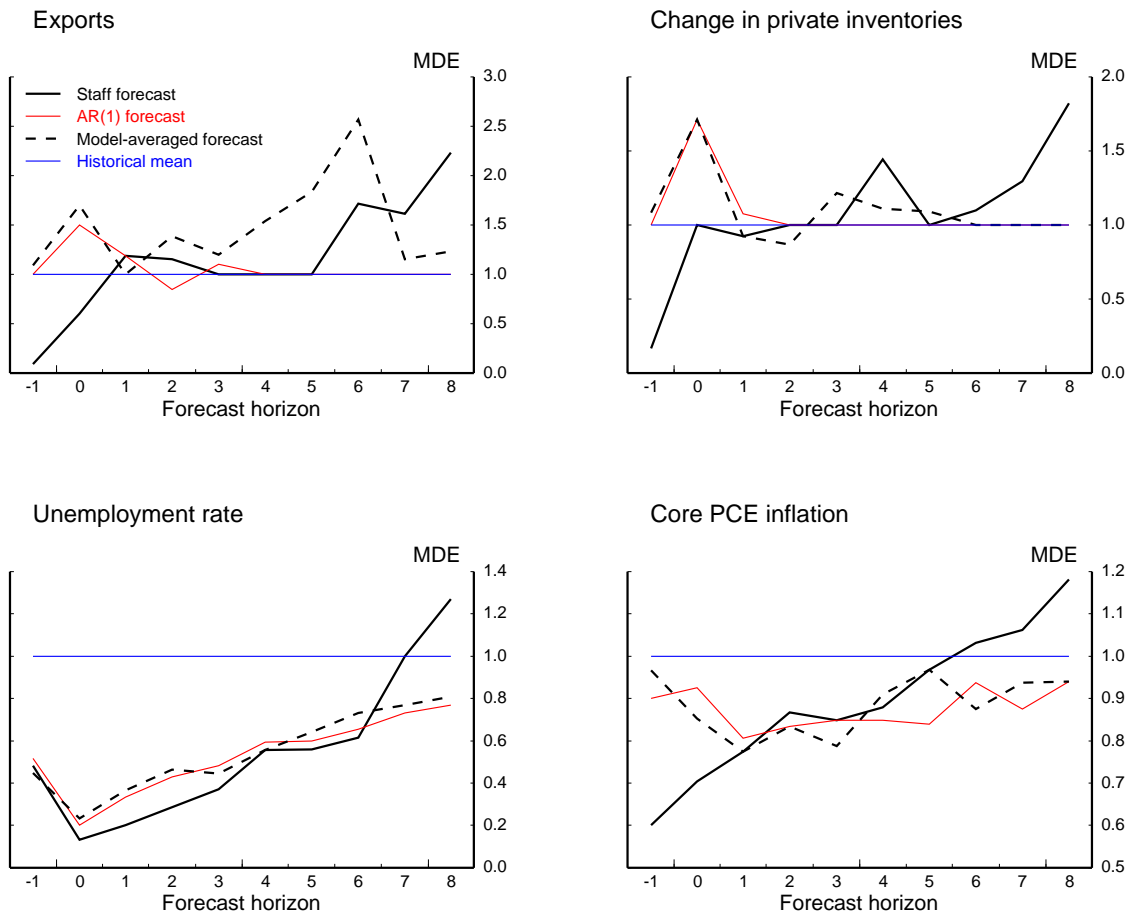 Exports
MDE
3.0
2.5
2.0
1.5
1.0
0.5
0.0
Staff forecast
AR(1) forecast
Model-averaged forecast
Historical mean
-1 0 1 2 3 4 5 6 7 8
Forecast horizon
Change in private inventories
MDE
2.0
1.5
1.0
0.5
0.0
-1 0 1 2 3 4 5 6 7 8
Forecast horizon
Unemployment rate
MDE
1.4
1.2
1.0
0.8
0.6
0.4
0.2
0.0
-1 0 1 2 3 4 5 6 7 8
Forecast horizon
Core PCE inflation
MDE
1.2
1.1
1.0
0.9
0.8
0.7
0.6
0.5
-1 0 1 2 3 4 5 6 7 8
Forecast horizon